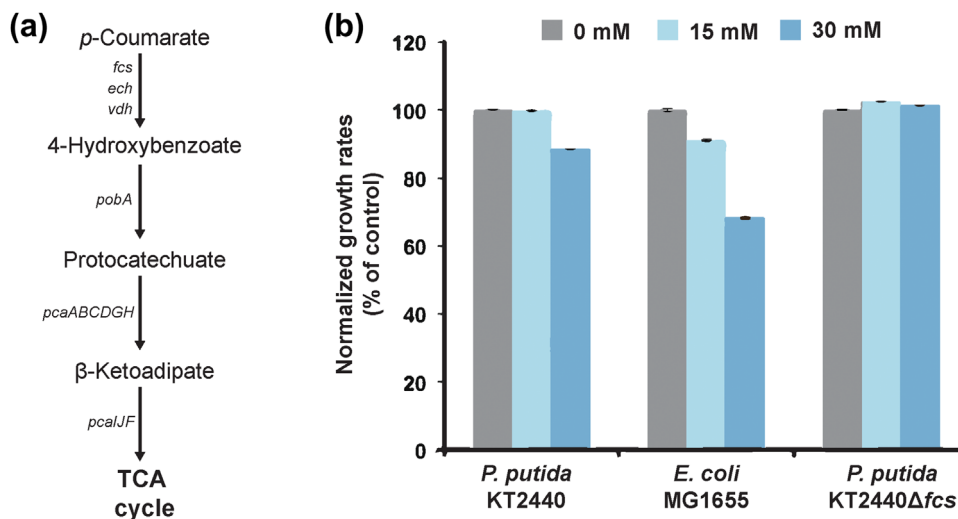 (a)
p-Coumarate
fcs
ech
vdh
4-Hydroxybenzoate
pobA
Protocatechuate
pcaABCDGH
β-Ketoadipate
pcaIJF
TCA
cycle
(b)
0 mM 15 mM 30 mM
Normalized growth rates
(% of control)
120
100
80
60
40
20
0
P. putida
KT2440
E. coli
MG1655
P. putida
KT2440Δfcs